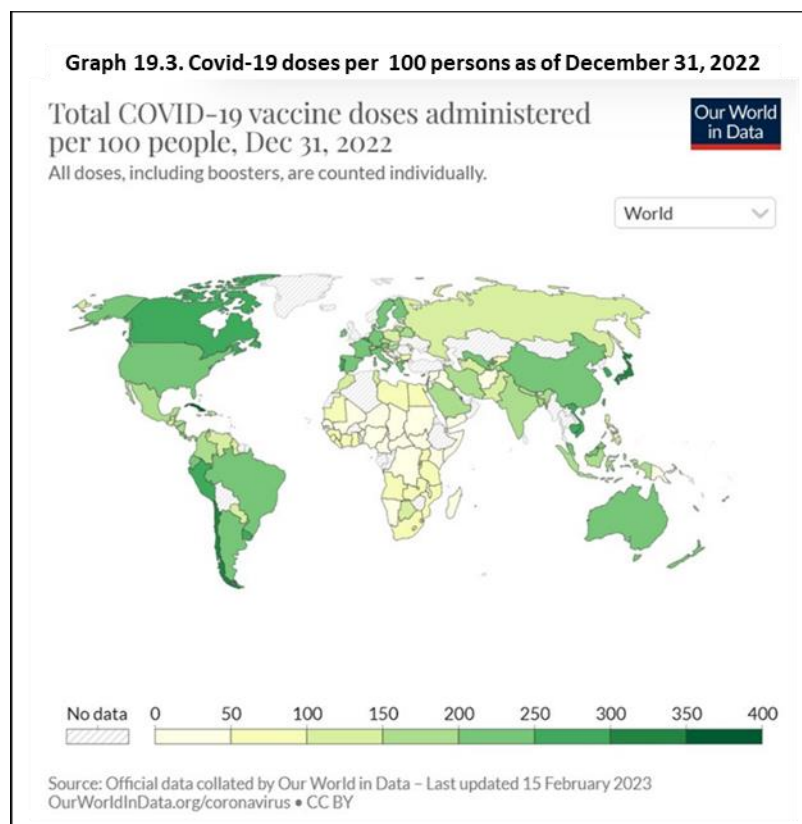 Graph 19.3. Covid-19 doses per 100 persons as of December 31, 2022
Total COVID-19 vaccine doses administered
per 100 people, Dec 31, 2022
Our World
in Data
All doses, including boosters, are counted individually.
World
No data
0 50 100 150 200 250 300 350 400
Source: Official data collated by Our World in Data – Last updated 15 February 2023
OurWorldInData.org/coronavirus • CC BY